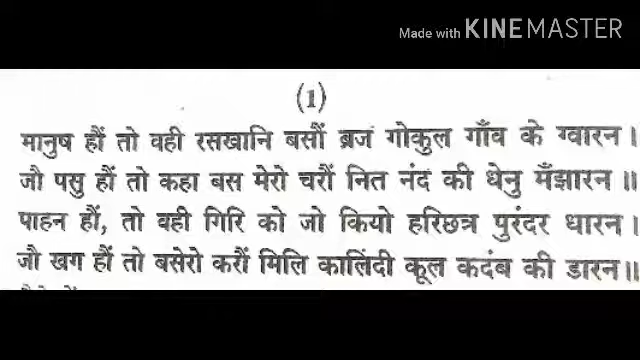 Made with KINEMASTER
(1)
मानुष हौं तो वही रसखानि बसौं ब्रज गोकुल गाँव के ग्वारन।
जौ पसु हौं तो कहा बस मेरो चरौं नित नंद की धेनु मँझारन॥
पाहन हौं, तो वही गिरि को जो कियो हरिछत्र पुरंदर धारन।
जौ खग हौं तो बसेरो करौं मिलि कालिंदी कूल कदंब की डारन॥